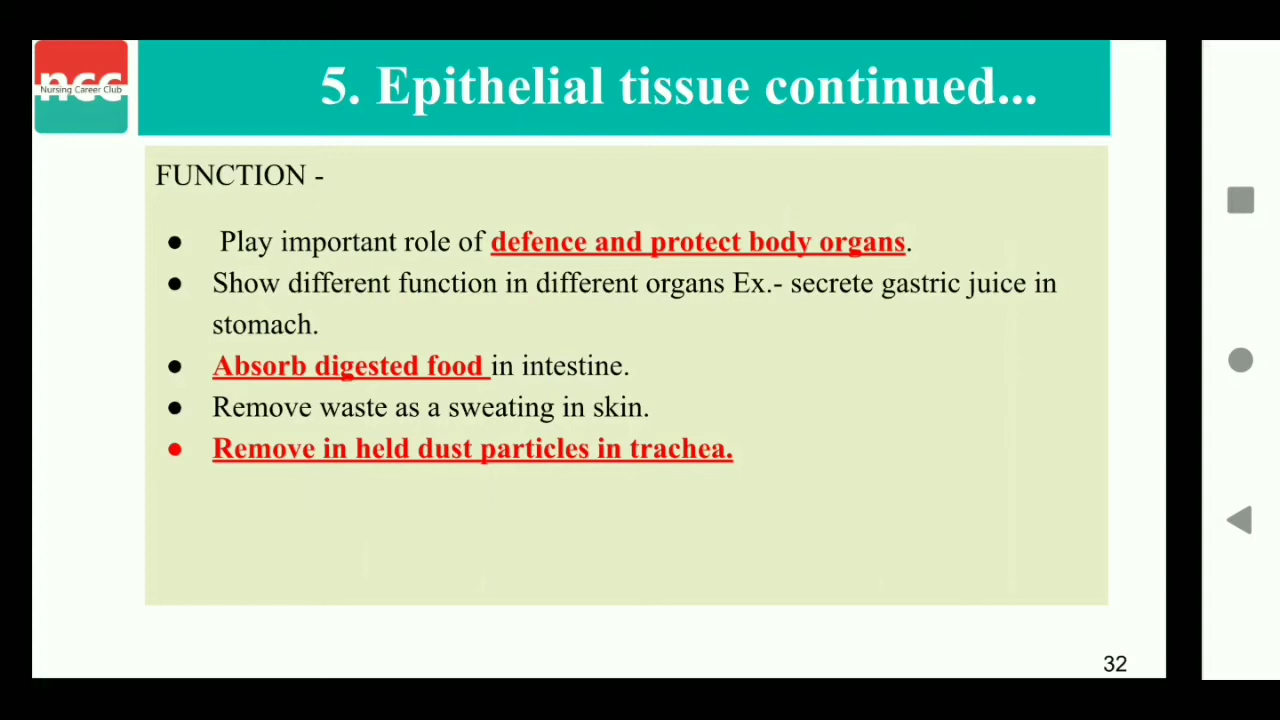 ncc
Nursing Career Club
5. Epithelial tissue continued...
FUNCTION -
● Play important role of defence and protect body organs.
● Show different function in different organs Ex.- secrete gastric juice in
stomach.
● Absorb digested food in intestine.
● Remove waste as a sweating in skin.
● Remove in held dust particles in trachea.
32